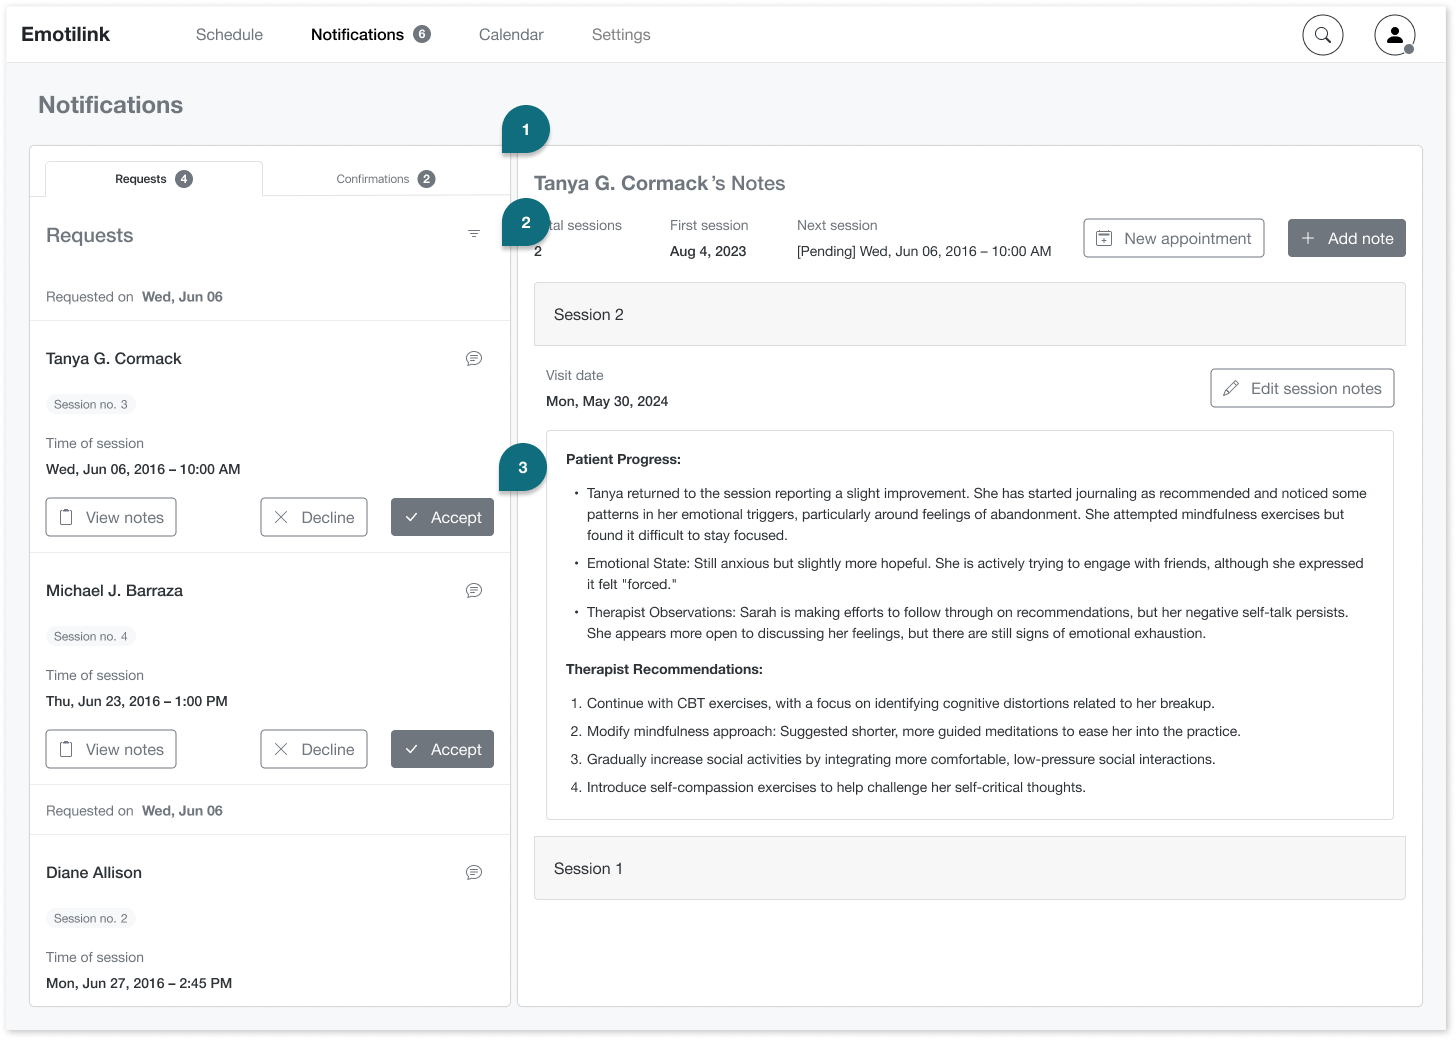 Emotilink
Schedule
Notifications 6
Calendar
Settings
Notifications
1
Requests 4
Confirmations 2
Requests
Requested on Wed, Jun 06
Tanya G. Cormack
Session no. 3
Time of session
Wed, Jun 06, 2016 – 10:00 AM
View notes
Decline
Accept
Michael J. Barraza
Session no. 4
Time of session
Thu, Jun 23, 2016 – 1:00 PM
View notes
Decline
Accept
Requested on Wed, Jun 06
Diane Allison
Session no. 2
Time of session
Mon, Jun 27, 2016 – 2:45 PM
Tanya G. Cormack's Notes
2
tal sessions
2
First session
Aug 4, 2023
Next session
[Pending] Wed, Jun 06, 2016 – 10:00 AM
New appointment
+ Add note
Session 2
Visit date
Mon, May 30, 2024
Edit session notes
3
Patient Progress:
• Tanya returned to the session reporting a slight improvement. She has started journaling as recommended and noticed some
patterns in her emotional triggers, particularly around feelings of abandonment. She attempted mindfulness exercises but
found it difficult to stay focused.
• Emotional State: Still anxious but slightly more hopeful. She is actively trying to engage with friends, although she expressed
it felt "forced."
• Therapist Observations: Sarah is making efforts to follow through on recommendations, but her negative self-talk persists.
She appears more open to discussing her feelings, but there are still signs of emotional exhaustion.
Therapist Recommendations:
1. Continue with CBT exercises, with a focus on identifying cognitive distortions related to her breakup.
2. Modify mindfulness approach: Suggested shorter, more guided meditations to ease her into the practice.
3. Gradually increase social activities by integrating more comfortable, low-pressure social interactions.
4. Introduce self-compassion exercises to help challenge her self-critical thoughts.
Session 1